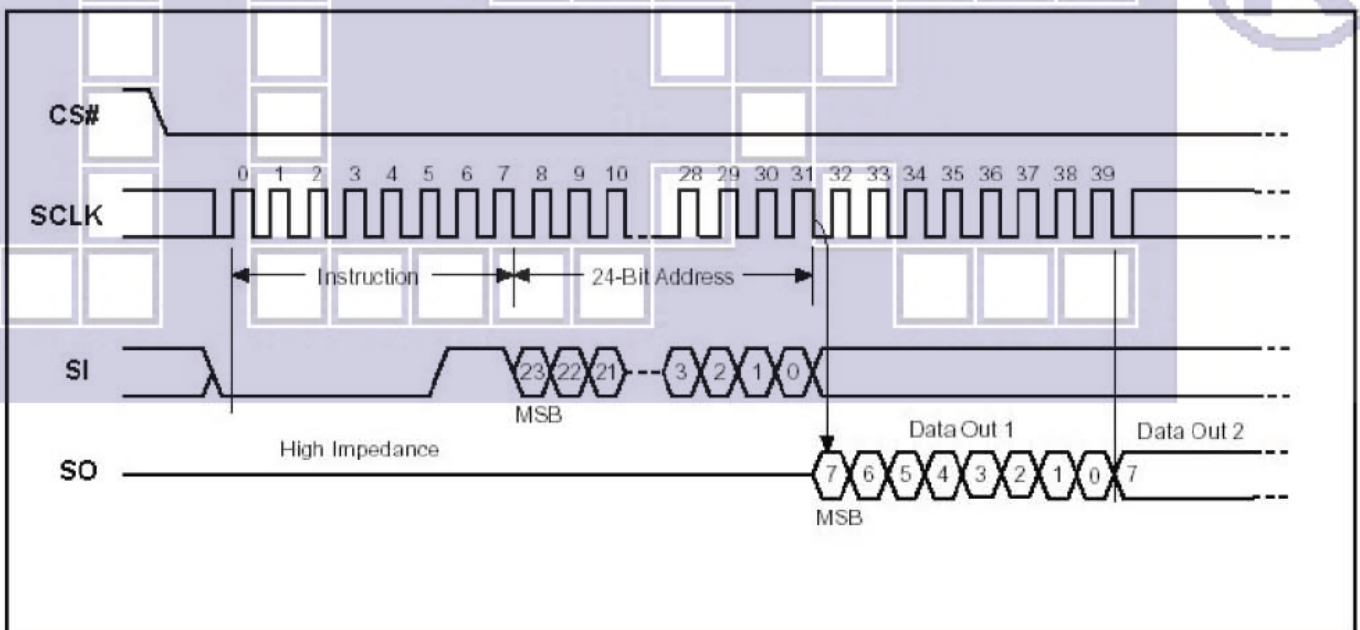 CS#
0 1 2 3 4 5 6 7 8 9 10 28 29 30 31 32 33 34 35 36 37 38 39
SCLK
Instruction 24-Bit Address
SI 23 22 21 3 2 1 0
MSB
High Impedance Data Out 1 Data Out 2
SO 7 6 5 4 3 2 1 0 7
MSB